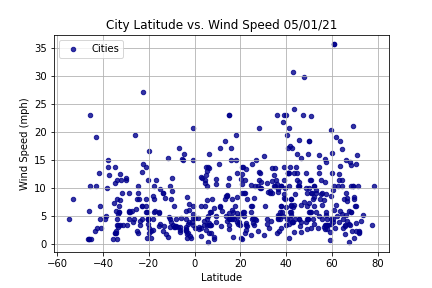 City Latitude vs. Wind Speed 05/01/21
Cities
35
30
25
20
15
10
5
0
Wind Speed (mph)
−60 −40 −20 0 20 40 60 80
Latitude